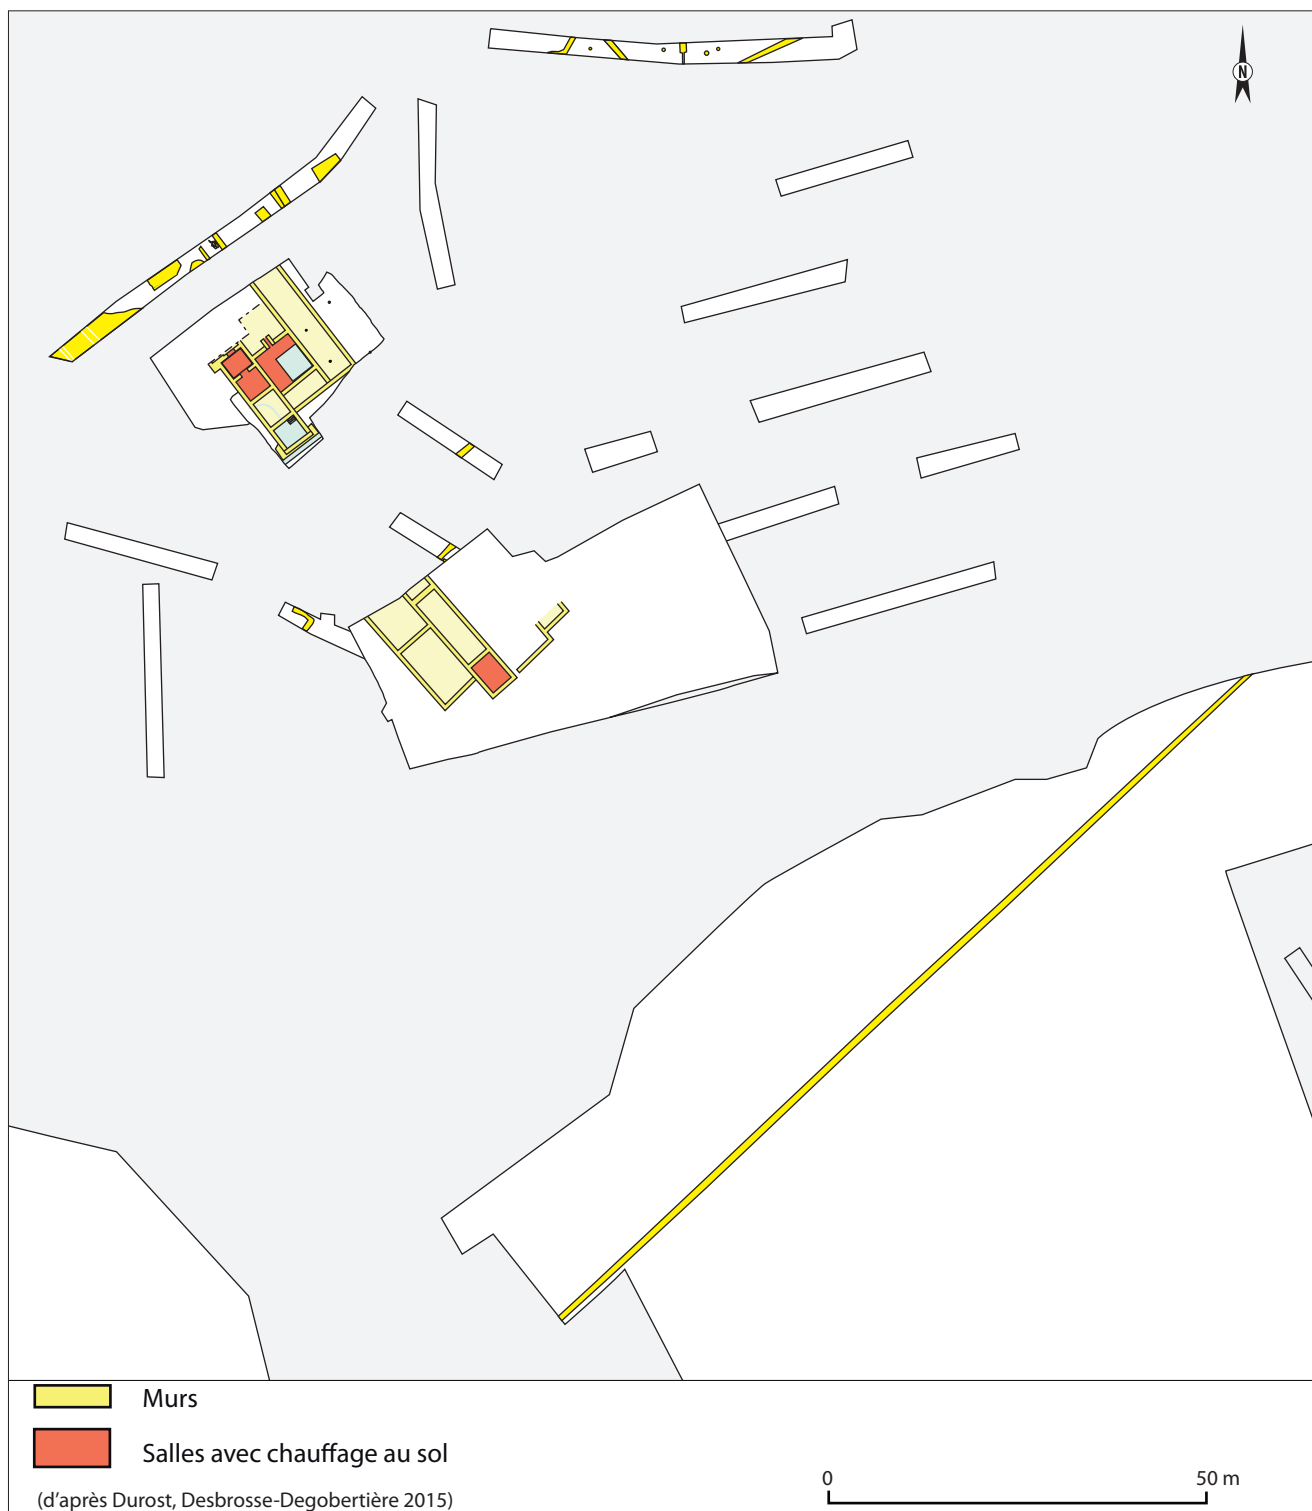 N
Murs
Salles avec chauffage au sol
(d'après Durost, Desbrosse-Degobertière 2015)
0 50 m